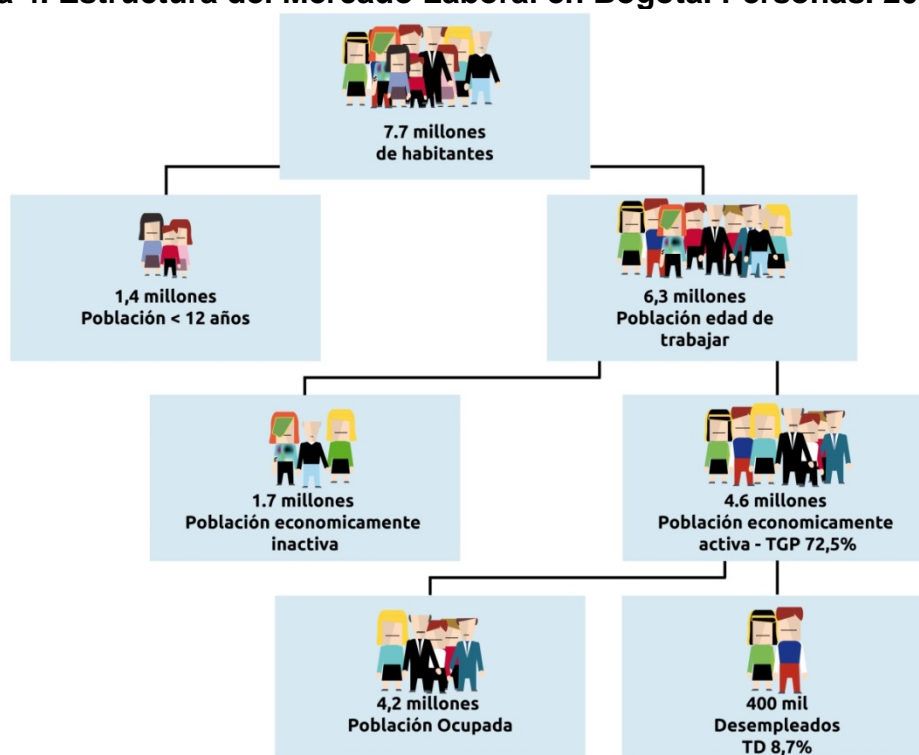 4. Estructura del Mercado Laboral en Bogotá. Personas. 20
7.7 millones
de habitantes
1,4 millones
Población < 12 años
6,3 millones
Población edad de
trabajar
1.7 millones
Población economicamente
inactiva
4.6 millones
Población economicamente
activa - TGP 72,5%
4,2 millones
Población Ocupada
400 mil
Desempleados
TD 8,7%